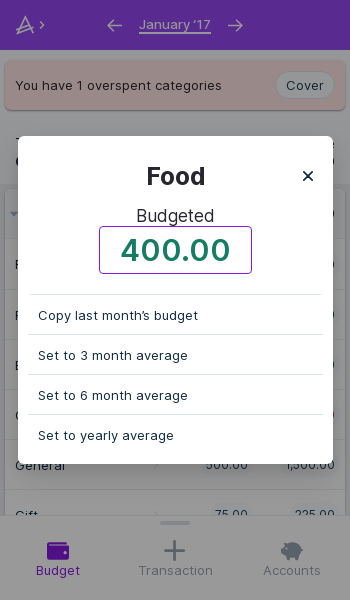 January ‘17
You have 1 overspent categories
Cover
Food
Budgeted
400.00
Copy last month’s budget
Set to 3 month average
Set to 6 month average
Set to yearly average
General 500.00 1,500.00
Gift 75.00 225.00
Budget
Transaction
Accounts